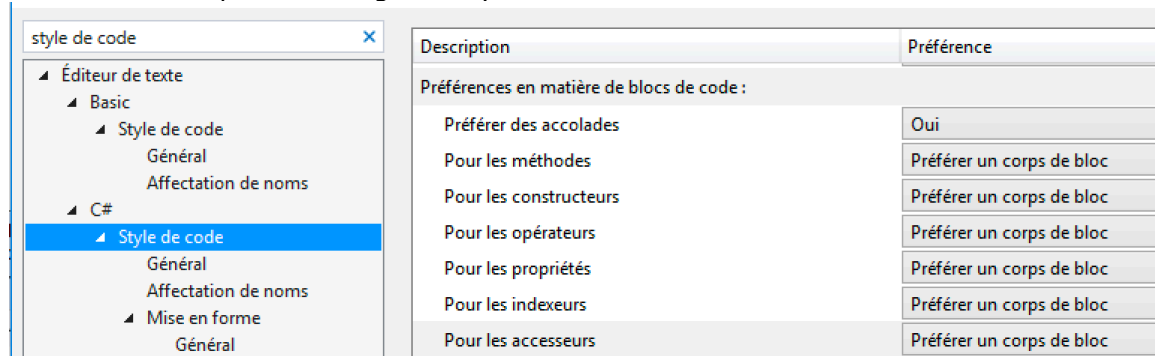 style de code
Éditeur de texte
Basic
Style de code
Général
Affectation de noms
C#
Style de code
Général
Affectation de noms
Mise en forme
Général
Description Préférence
Préférences en matière de blocs de code :
Préférer des accolades Oui
Pour les méthodes Préférer un corps de bloc
Pour les constructeurs Préférer un corps de bloc
Pour les opérateurs Préférer un corps de bloc
Pour les propriétés Préférer un corps de bloc
Pour les indexeurs Préférer un corps de bloc
Pour les accesseurs Préférer un corps de bloc